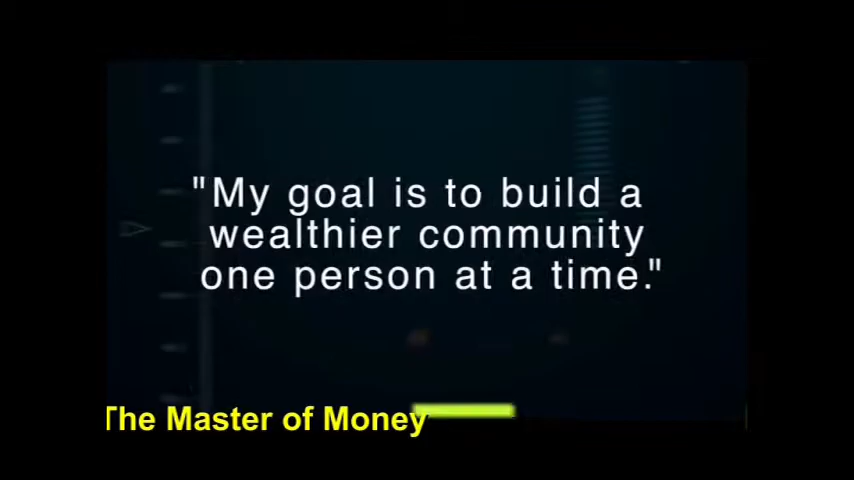 "My goal is to build a
wealthier community
one person at a time."
The Master of Money